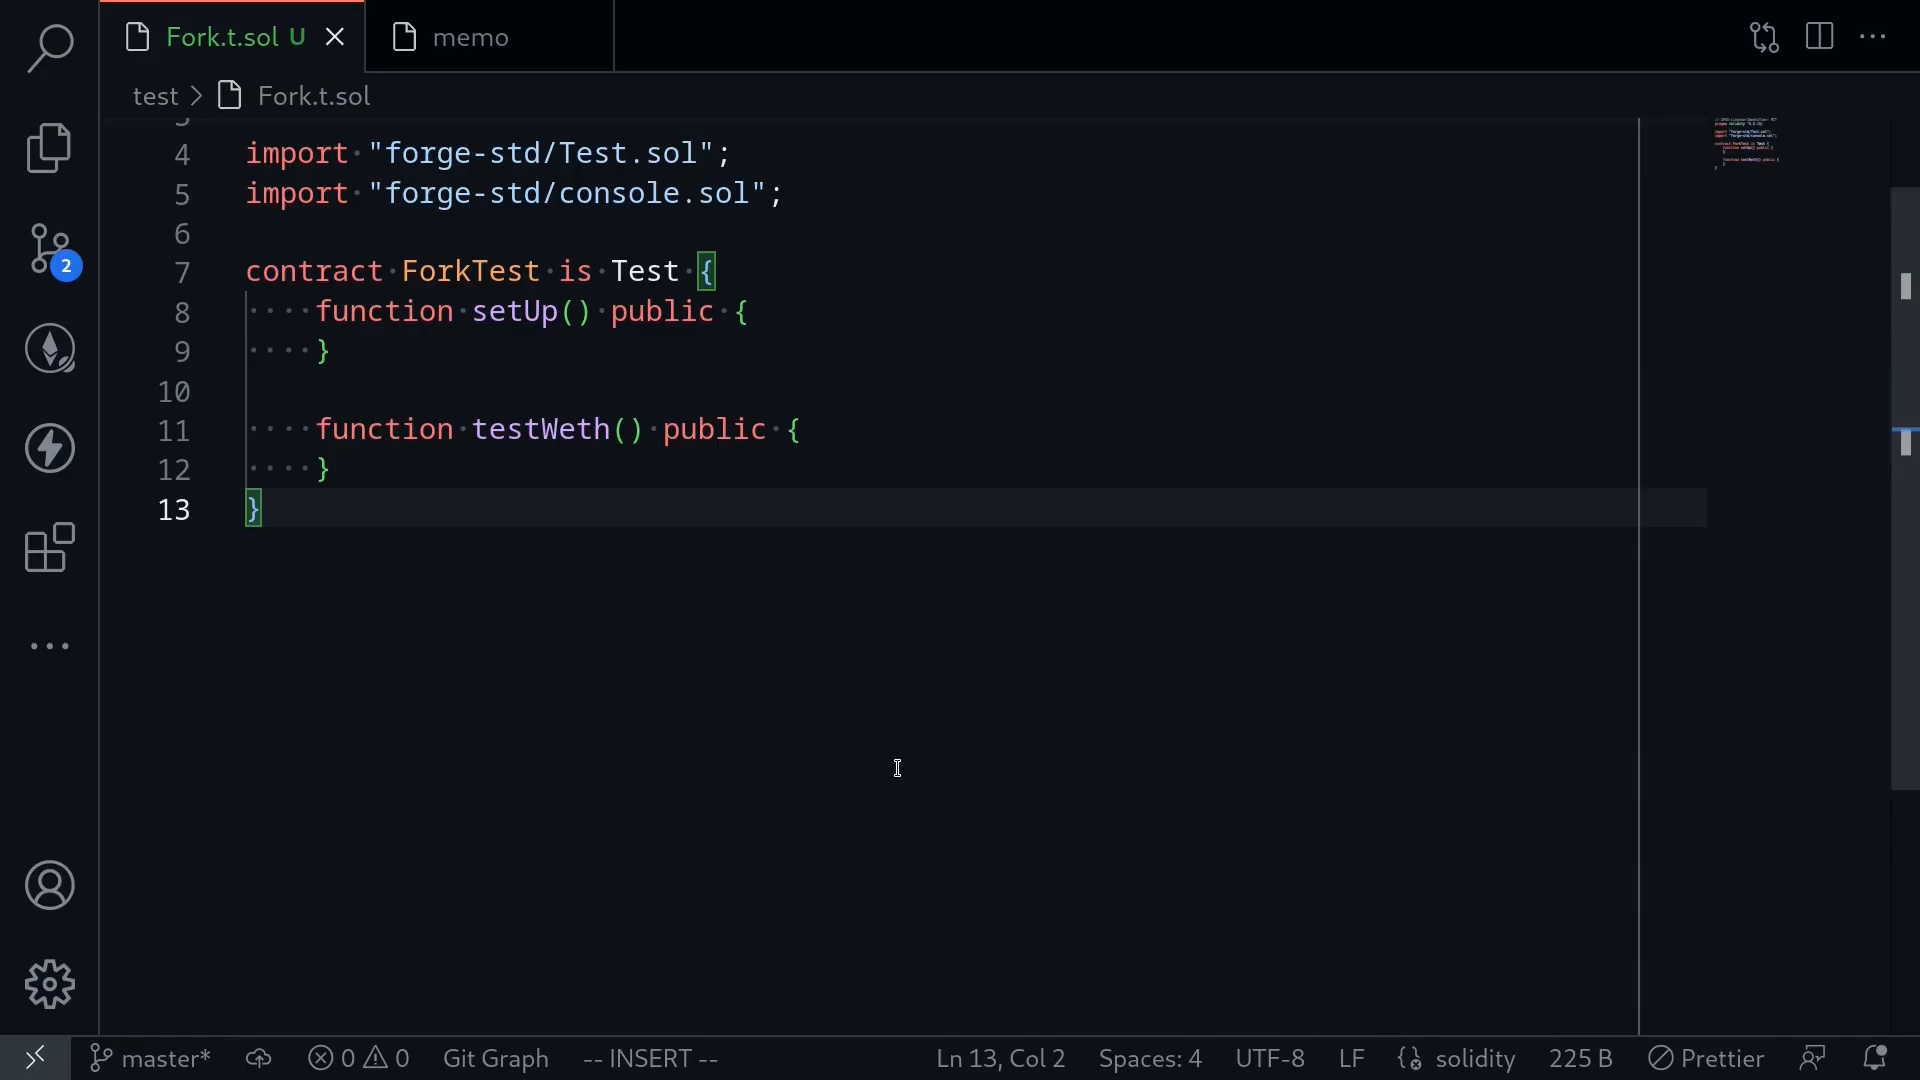 Fork.t.sol U
memo
test > Fork.t.sol
4 import "forge-std/Test.sol";
5 import "forge-std/console.sol";
6
7 contract ForkTest is Test {
8 function setUp() public {
9 }
10
11 function testWeth() public {
12 }
13 }
2
master* 0 0 Git Graph -- INSERT -- Ln 13, Col 2 Spaces: 4 UTF-8 LF solidity 225 B Prettier